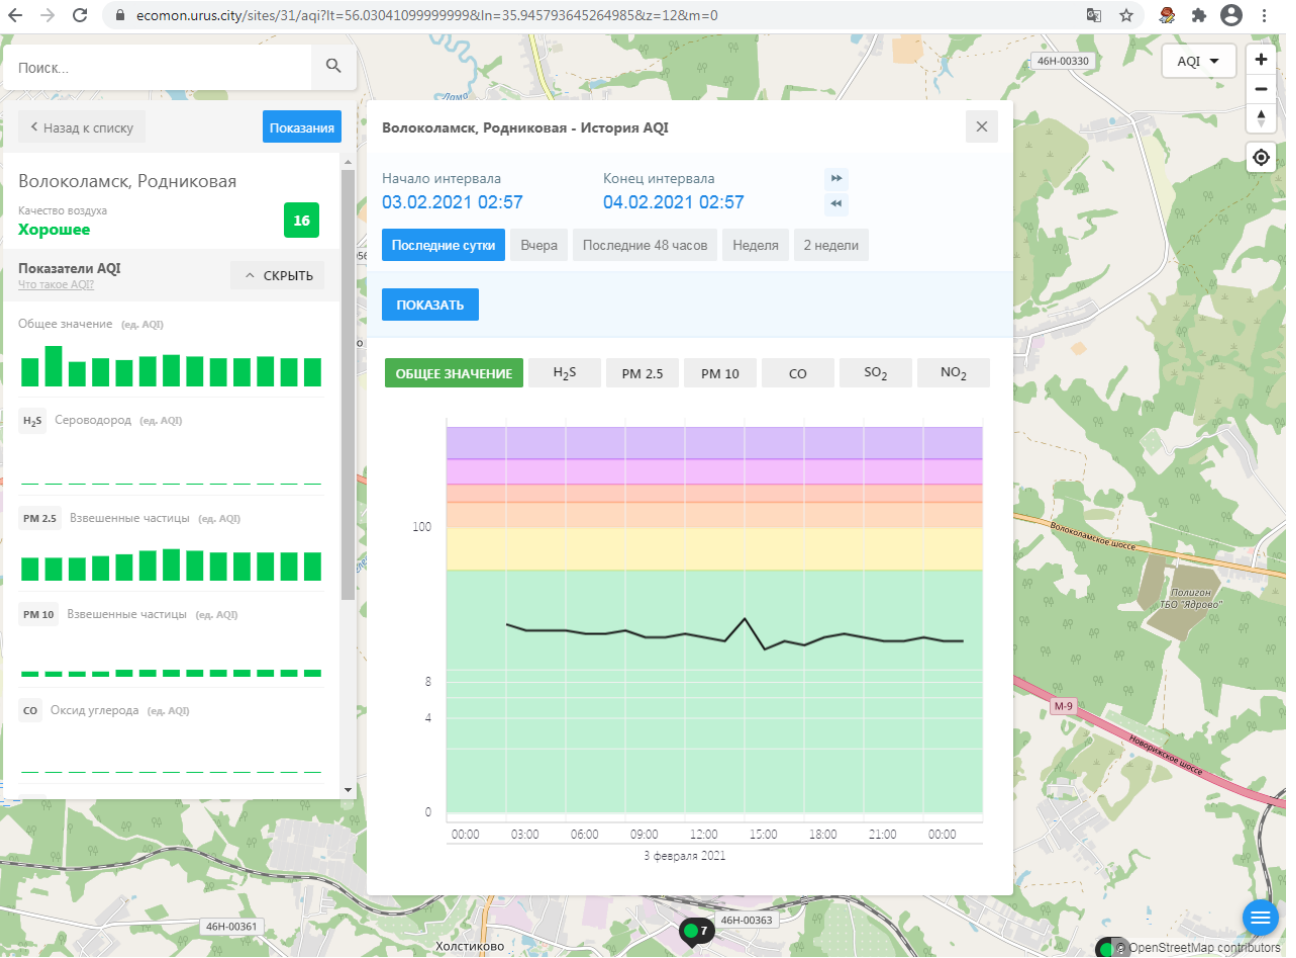 ecomon.urus.city/sites/31/aqi?lt=56.03041099999999&ln=35.945793645264985&z=12&m=0
Поиск...
46Н-00330
AQI
Назад к списку
Показания
Волоколамск, Родниковая - История AQI
Волоколамск, Родниковая
Качество воздуха
Хорошее
16
Начало интервала
Конец интервала
03.02.2021 02:57
04.02.2021 02:57
Последние сутки
Вчера
Последние 48 часов
Неделя
2 недели
Показатели AQI
Что такое AQI?
СКРЫТЬ
ПОКАЗАТЬ
Общее значение (ед. AQI)
ОБЩЕЕ ЗНАЧЕНИЕ
H₂S
PM 2.5
PM 10
CO
SO₂
NO₂
H₂S Сероводород (ед. AQI)
PM 2.5 Взвешенные частицы (ед. AQI)
PM 10 Взвешенные частицы (ед. AQI)
CO Оксид углерода (ед. AQI)
100
8
4
0
00:00 03:00 06:00 09:00 12:00 15:00 18:00 21:00 00:00
3 февраля 2021
Волоколамское шоссе
Полигон
ТБО "Ядрово"
М-9
Новорижское шоссе
46Н-00361
46Н-00363
7
Холстиково
© OpenStreetMap contributors